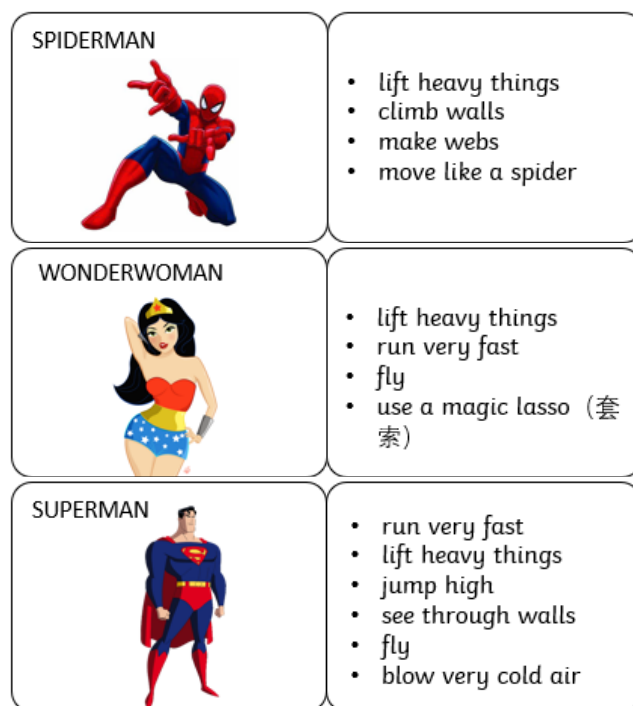 SPIDERMAN
• lift heavy things
• climb walls
• make webs
• move like a spider
WONDERWOMAN
• lift heavy things
• run very fast
• fly
• use a magic lasso（套
索）
SUPERMAN
• run very fast
• lift heavy things
• jump high
• see through walls
• fly
• blow very cold air